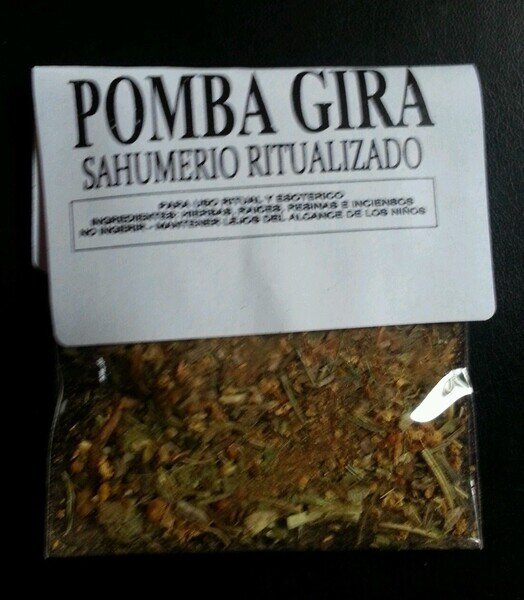 POMBA GIRA
SAHUMERIO RITUALIZADO
PARA USO RITUAL Y ESOTERICO
INGREDIENTES: HIERBAS, RAICES, RESINAS E INCIENSOS
NO INGERIR - MANTENER LEJOS DEL ALCANCE DE LOS NIÑOS